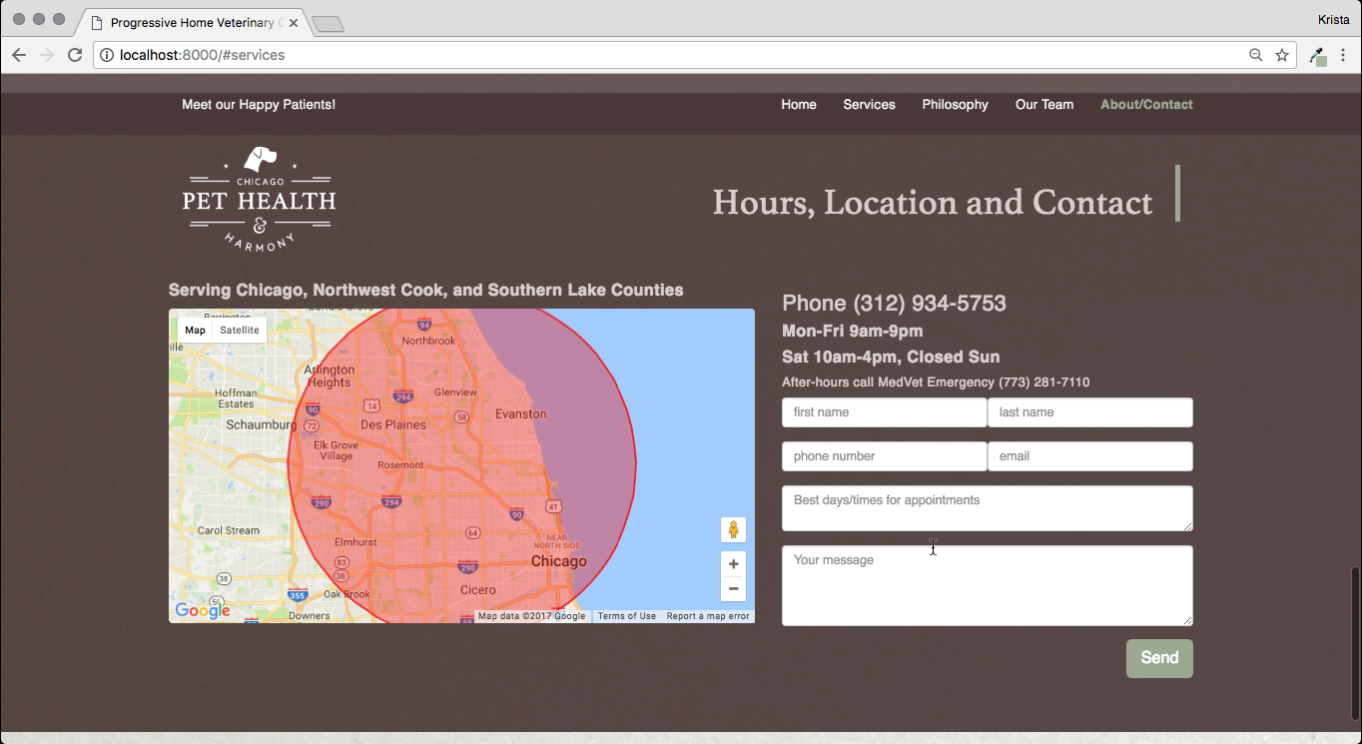 Krista
Progressive Home Veterinary
localhost:8000/#services
Meet our Happy Patients!
Home Services Philosophy Our Team About/Contact
CHICAGO
PET HEALTH
&
HARMONY
Hours, Location and Contact
Serving Chicago, Northwest Cook, and Southern Lake Counties
Map Satellite
Barrington
ville
94
Northbrook
Arlington
Heights
Hoffman
Estates
294
Glenview
90
14
58
Evanston
Schaumburg
72
Des Plaines
Elk Grove
Village
Rosemont
290
294
90
41
Carol Stream
64
NEAR
NORTH SIDE
Elmhurst
Chicago
83
38
290
38
355
Oak Brook
Cicero
56
Google
Downers
55
Map data ©2017 Google Terms of Use Report a map error
Phone (312) 934-5753
Mon-Fri 9am-9pm
Sat 10am-4pm, Closed Sun
After-hours call MedVet Emergency (773) 281-7110
first name last name
phone number email
Best days/times for appointments
Your message
Send